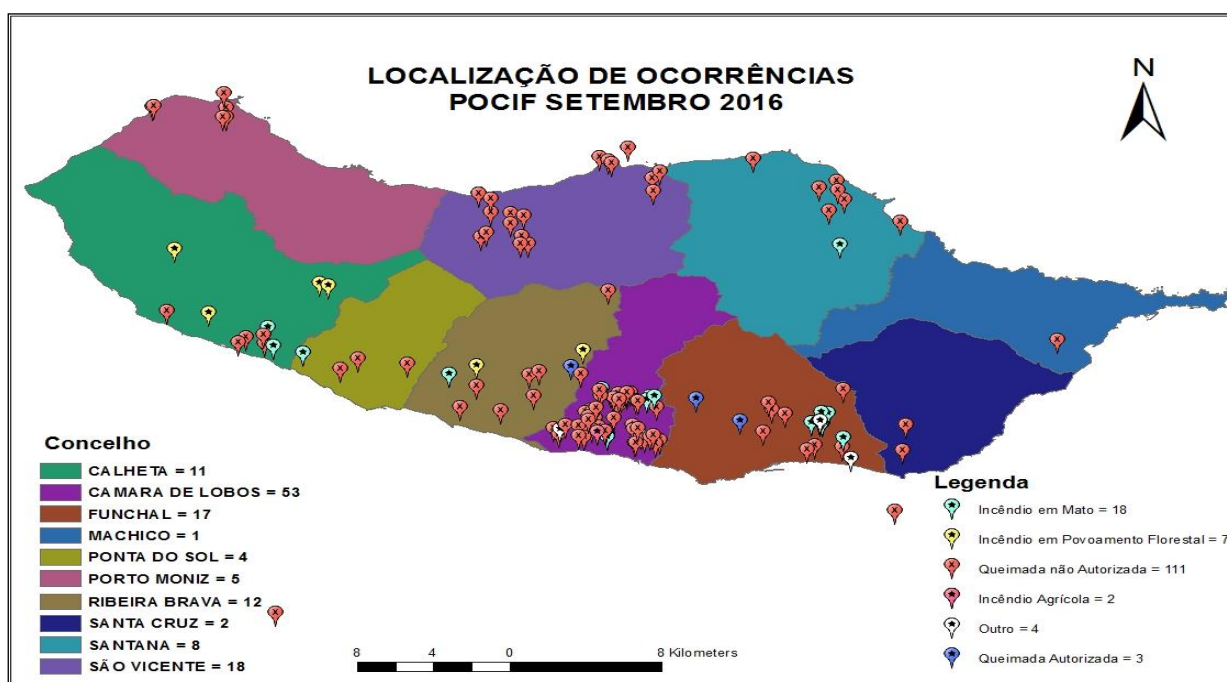 LOCALIZAÇÃO DE OCORRÊNCIAS
POCIF SETEMBRO 2016
N
Concelho
CALHETA = 11
CAMARA DE LOBOS = 53
FUNCHAL = 17
MACHICO = 1
PONTA DO SOL = 4
PORTO MONIZ = 5
RIBEIRA BRAVA = 12
SANTA CRUZ = 2
SANTANA = 8
SÃO VICENTE = 18
8 4 0 8 Kilometers
Legenda
Incêndio em Mato = 18
Incêndio em Povoamento Florestal = 7
Queimada não Autorizada = 111
Incêndio Agrícola = 2
Outro = 4
Queimada Autorizada = 3